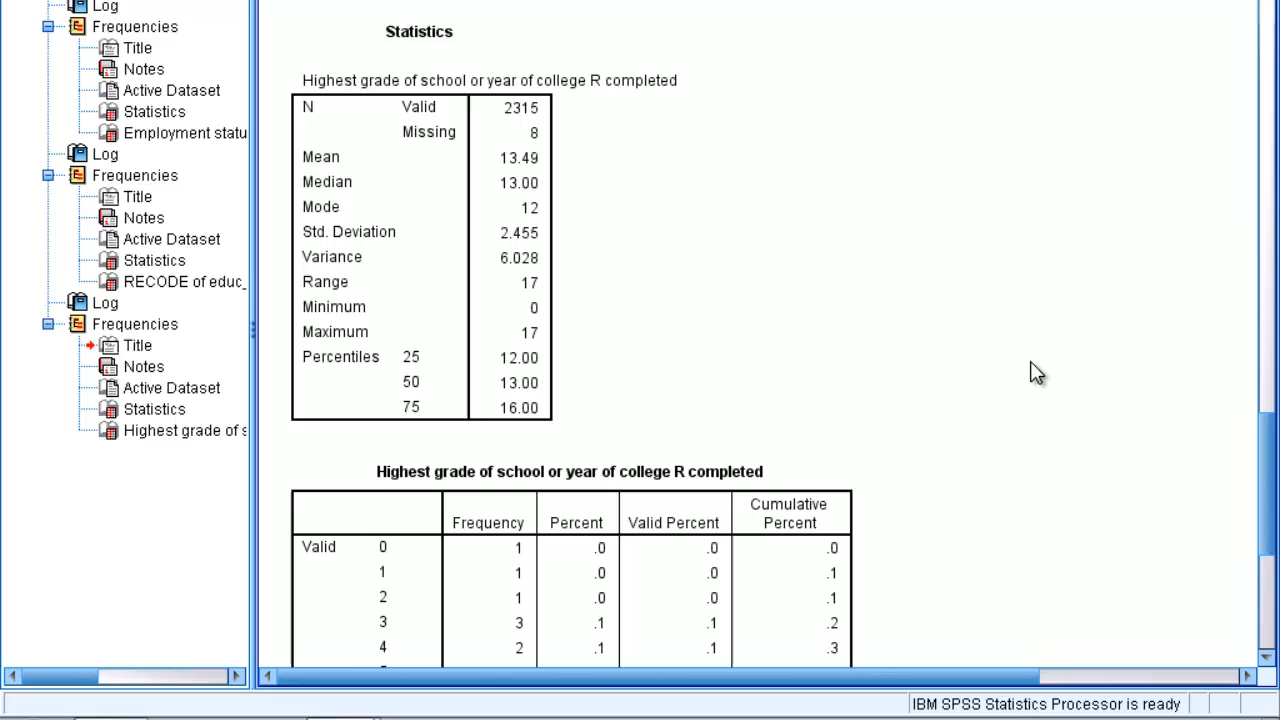 Log
Frequencies
Title
Notes
Active Dataset
Statistics
Employment statu
Log
Frequencies
Title
Notes
Active Dataset
Statistics
RECODE of educ_
Log
Frequencies
Title
Notes
Active Dataset
Statistics
Highest grade of s
Statistics
Highest grade of school or year of college R completed
N Valid 2315
Missing 8
Mean 13.49
Median 13.00
Mode 12
Std. Deviation 2.455
Variance 6.028
Range 17
Minimum 0
Maximum 17
Percentiles 25 12.00
50 13.00
75 16.00
Highest grade of school or year of college R completed
Frequency Percent Valid Percent Cumulative Percent
Valid 0 1 .0 .0 .0
1 1 .0 .0 .1
2 1 .0 .0 .1
3 3 .1 .1 .2
4 2 .1 .1 .3
IBM SPSS Statistics Processor is ready